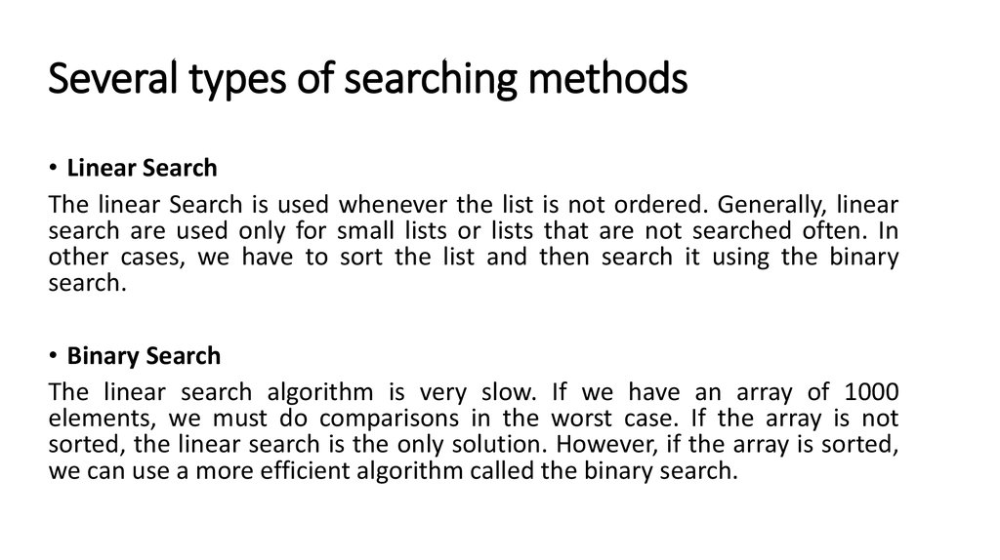 Several types of searching methods
• Linear Search
The linear Search is used whenever the list is not ordered. Generally, linear
search are used only for small lists or lists that are not searched often. In
other cases, we have to sort the list and then search it using the binary
search.
• Binary Search
The linear search algorithm is very slow. If we have an array of 1000
elements, we must do comparisons in the worst case. If the array is not
sorted, the linear search is the only solution. However, if the array is sorted,
we can use a more efficient algorithm called the binary search.